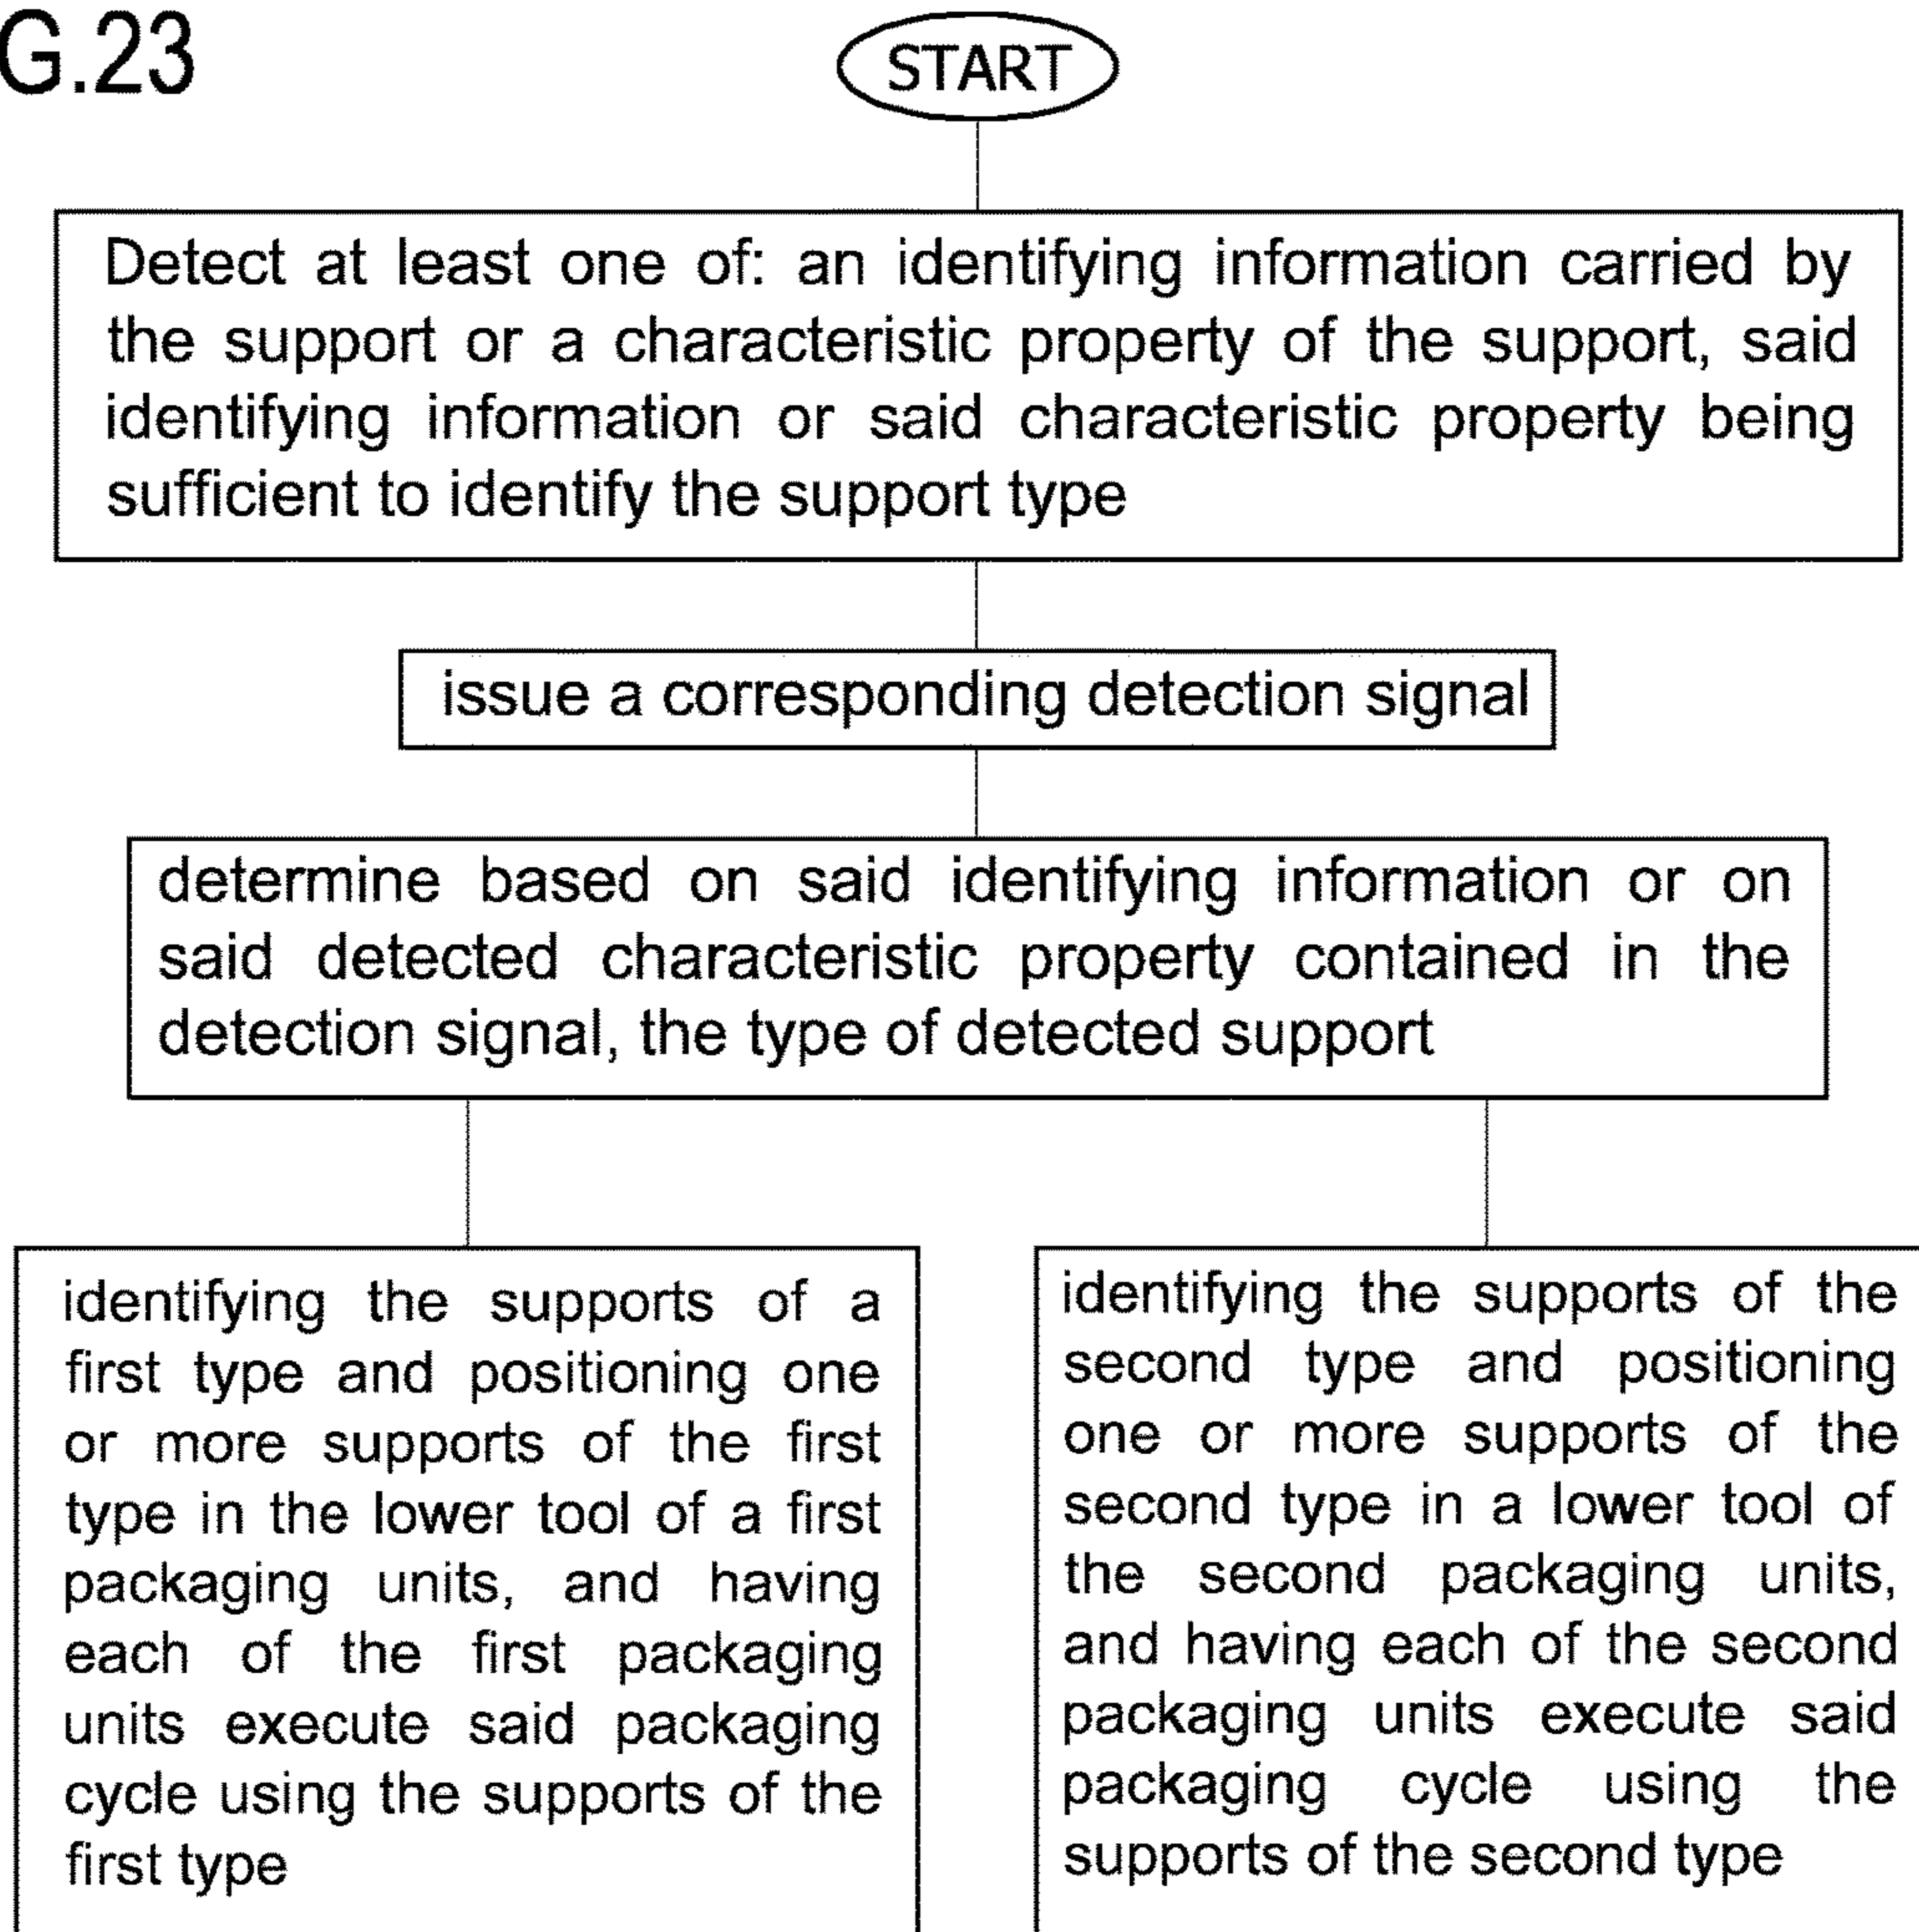 G.23
START
Detect at least one of: an identifying information carried by
the support or a characteristic property of the support, said
identifying information or said characteristic property being
sufficient to identify the support type
issue a corresponding detection signal
determine based on said identifying information or on
said detected characteristic property contained in the
detection signal, the type of detected support
identifying the supports of a
first type and positioning one
or more supports of the first
type in the lower tool of a first
packaging units, and having
each of the first packaging
units execute said packaging
cycle using the supports of the
first type
identifying the supports of the
second type and positioning
one or more supports of the
second type in a lower tool of
the second packaging units,
and having each of the second
packaging units execute said
packaging cycle using the
supports of the second type